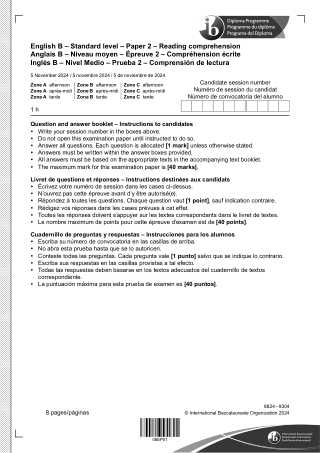 Diploma Programme
Programme du diplôme
Programa del Diploma
English B – Standard level – Paper 2 – Reading comprehension
Anglais B – Niveau moyen – Épreuve 2 – Compréhension écrite
Inglés B – Nivel Medio – Prueba 2 – Comprensión de lectura
5 November 2024 | 5 novembre 2024 | 5 de noviembre de 2024
Zone A afternoon Zone B afternoon Zone C afternoon
Zone A après-midi Zone B après-midi Zone C après-midi
Zona A tarde Zona B tarde Zona C tarde
Candidate session number
Numéro de session du candidat
Número de convocatoria del alumno
1 h
Question and answer booklet – Instructions to candidates
• Write your session number in the boxes above.
• Do not open this examination paper until instructed to do so.
• Answer all questions. Each question is allocated [1 mark] unless otherwise stated.
• Answers must be written within the answer boxes provided.
• All answers must be based on the appropriate texts in the accompanying text booklet.
• The maximum mark for this examination paper is [40 marks].
Livret de questions et réponses – Instructions destinées aux candidats
• Écrivez votre numéro de session dans les cases ci-dessus.
• N'ouvrez pas cette épreuve avant d'y être autorisé(e).
• Répondez à toutes les questions. Chaque question vaut [1 point], sauf indication contraire.
• Rédigez vos réponses dans les cases prévues à cet effet.
• Toutes les réponses doivent s'appuyer sur les textes correspondants dans le livret de textes.
• Le nombre maximum de points pour cette épreuve d'examen est de [40 points].
Cuadernillo de preguntas y respuestas – Instrucciones para los alumnos
• Escriba su número de convocatoria en las casillas de arriba.
• No abra esta prueba hasta que se lo autoricen.
• Conteste todas las preguntas. Cada pregunta vale [1 punto] salvo que se indique lo contrario.
• Escriba sus respuestas en las casillas provistas a tal efecto.
• Todas las respuestas deben basarse en los textos adecuados del cuadernillo de textos
correspondiente.
• La puntuación máxima para esta prueba de examen es [40 puntos].
8 pages/páginas
8824–9304
© International Baccalaureate Organization 2024
08EP01
International Baccalaureate